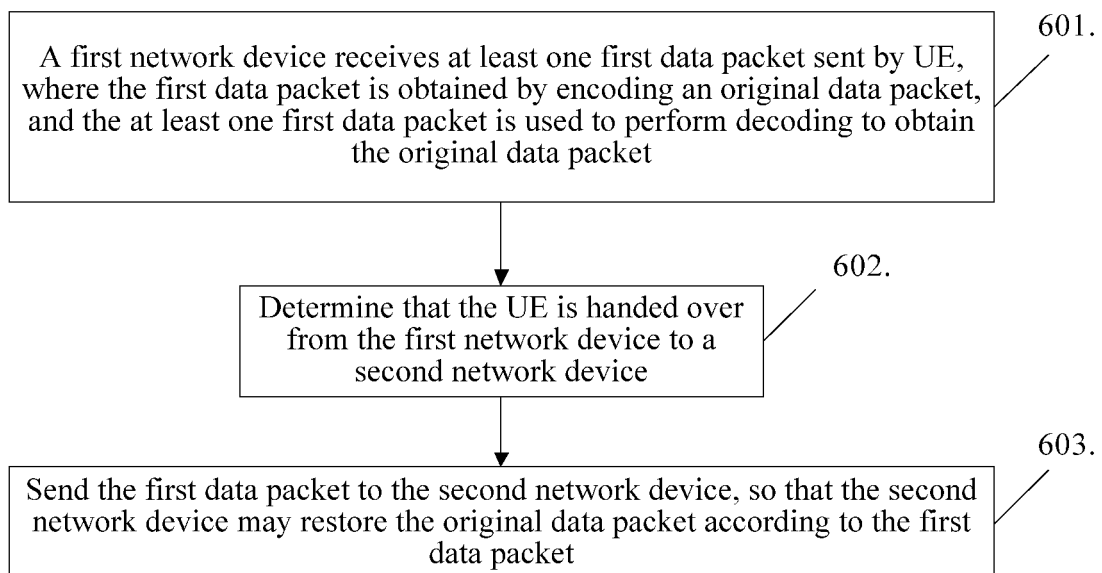 601.
A first network device receives at least one first data packet sent by UE,
where the first data packet is obtained by encoding an original data packet,
and the at least one first data packet is used to perform decoding to obtain
the original data packet
602.
Determine that the UE is handed over
from the first network device to a
second network device
603.
Send the first data packet to the second network device, so that the second
network device may restore the original data packet according to the first
data packet